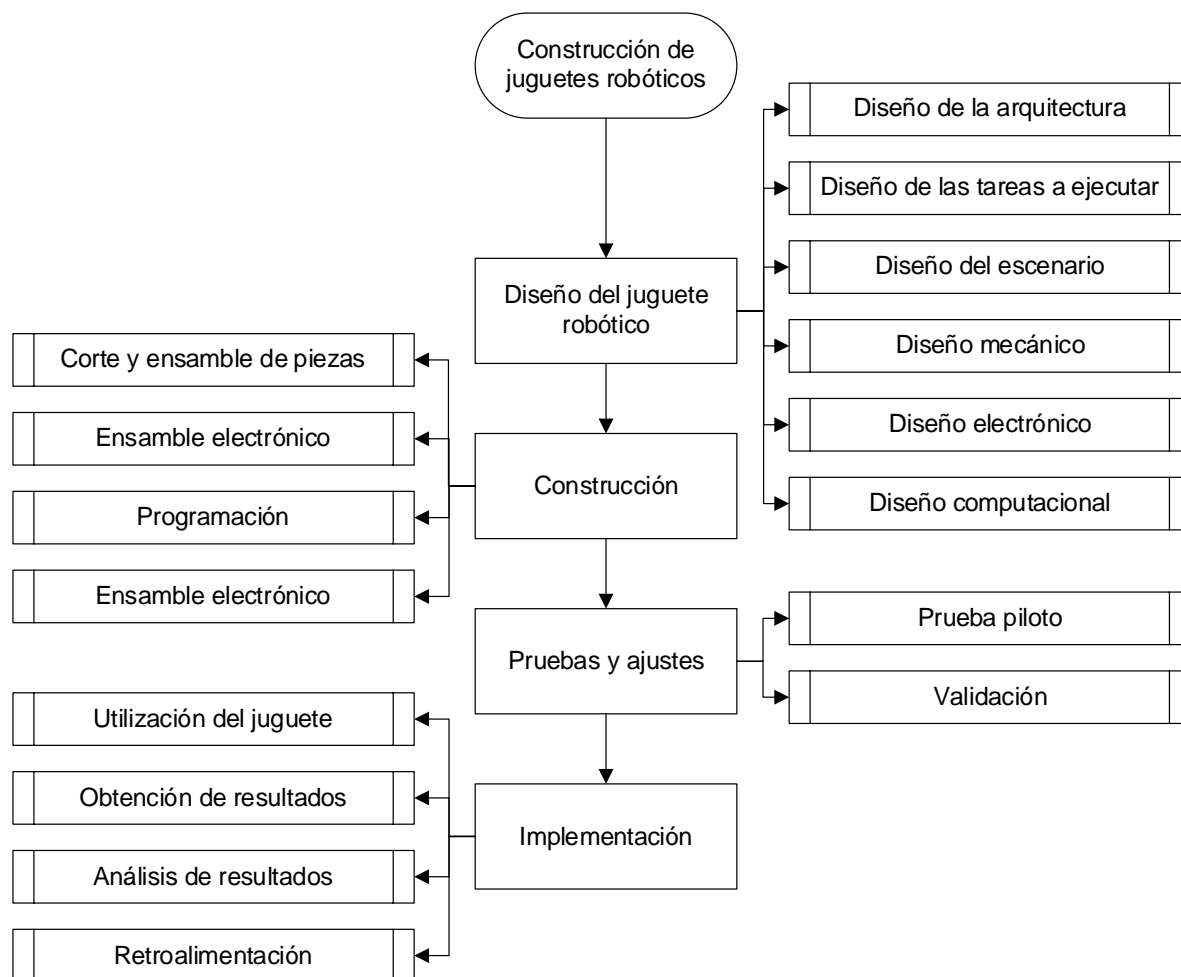 Construcción de
juguetes robóticos
Diseño del juguete
robótico
Diseño de la arquitectura
Diseño de las tareas a ejecutar
Diseño del escenario
Diseño mecánico
Diseño electrónico
Diseño computacional
Construcción
Corte y ensamble de piezas
Ensamble electrónico
Programación
Ensamble electrónico
Pruebas y ajustes
Prueba piloto
Validación
Implementación
Utilización del juguete
Obtención de resultados
Análisis de resultados
Retroalimentación